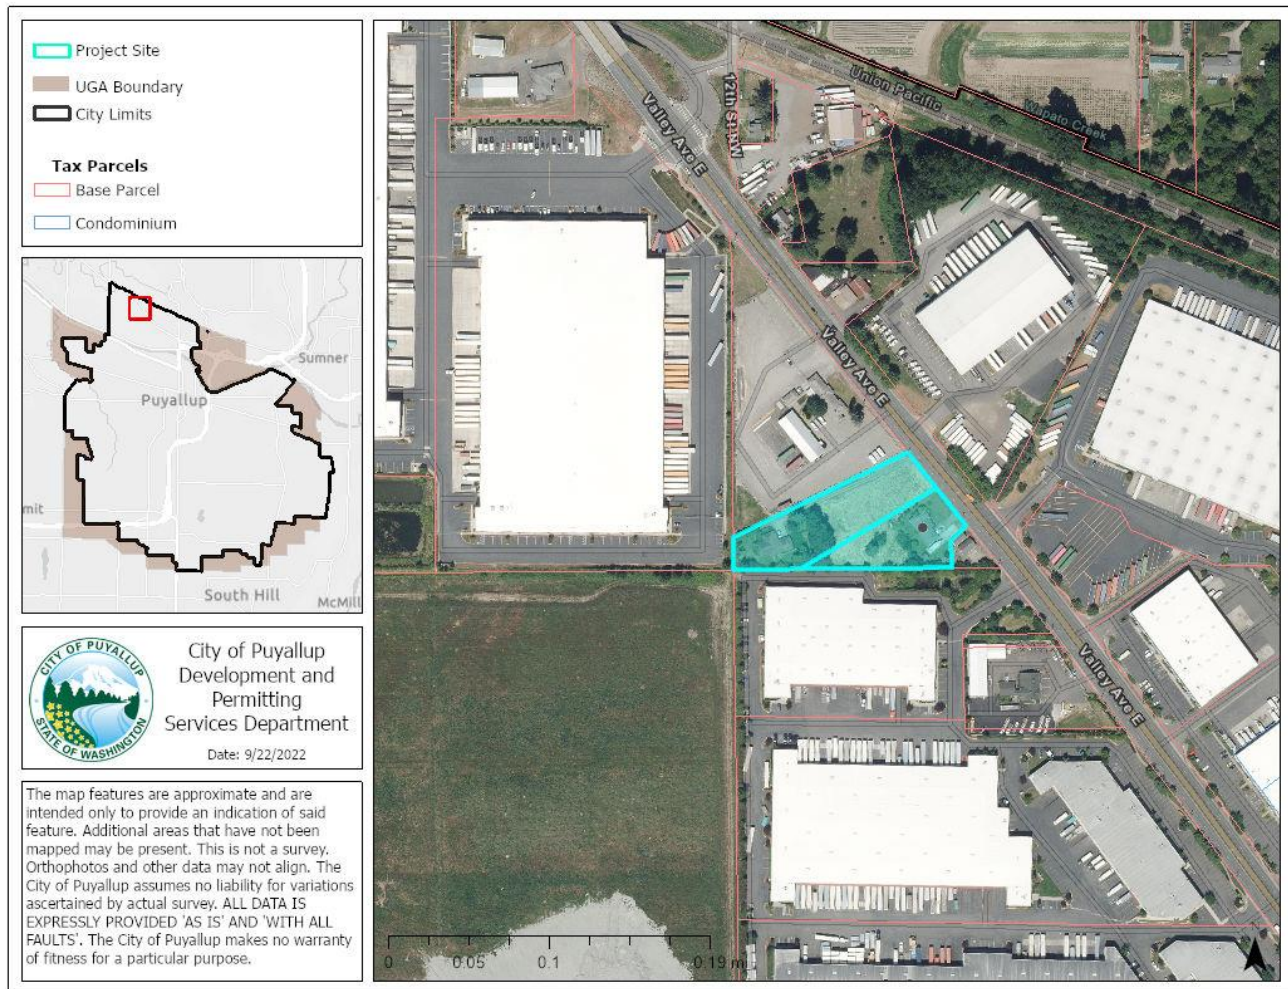 Project Site
UGA Boundary
City Limits
Tax Parcels
Base Parcel
Condominium
Sumner
Puyallup
mit
South Hill
McMill
CITY OF PUYALLUP
STATE OF WASHINGTON
City of Puyallup
Development and
Permitting
Services Department
Date: 9/22/2022
The map features are approximate and are
intended only to provide an indication of said
feature. Additional areas that have not been
mapped may be present. This is not a survey.
Orthophotos and other data may not align. The
City of Puyallup assumes no liability for variations
ascertained by actual survey. ALL DATA IS
EXPRESSLY PROVIDED 'AS IS' AND 'WITH ALL
FAULTS'. The City of Puyallup makes no warranty
of fitness for a particular purpose.
Valley Ave E
12th St NW
Union Pacific
Wapato Creek
Valley Ave E
Valley Ave E
Valley Ave E
0 0.05 0.1 0.19 mi